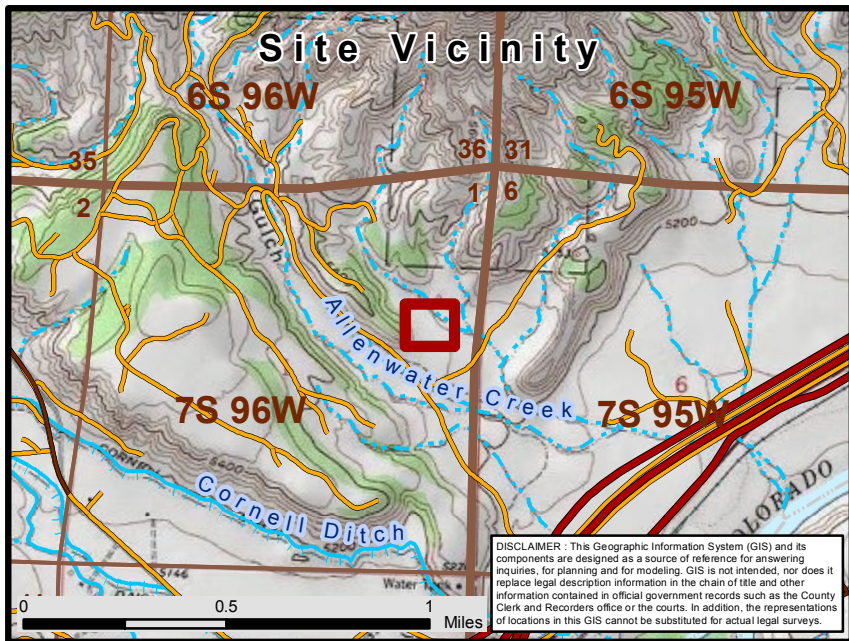 Site Vicinity
6S 96W
6S 95W
35
36 31
2
1 6
Gulch
5200
5400
Allenwater Creek
6
7S 96W
7S 95W
5400
Cornell Ditch
5200
COLORADO
5146
Water Tank
0 0.5 1
Miles
DISCLAIMER : This Geographic Information System (GIS) and its
components are designed as a source of reference for answering
inquiries, for planning and for modeling. GIS is not intended, nor does it
replace legal description information in the chain of title and other
information contained in official government records such as the County
Clerk and Recorders office or the courts. In addition, the representations
of locations in this GIS cannot be substituted for actual legal surveys.